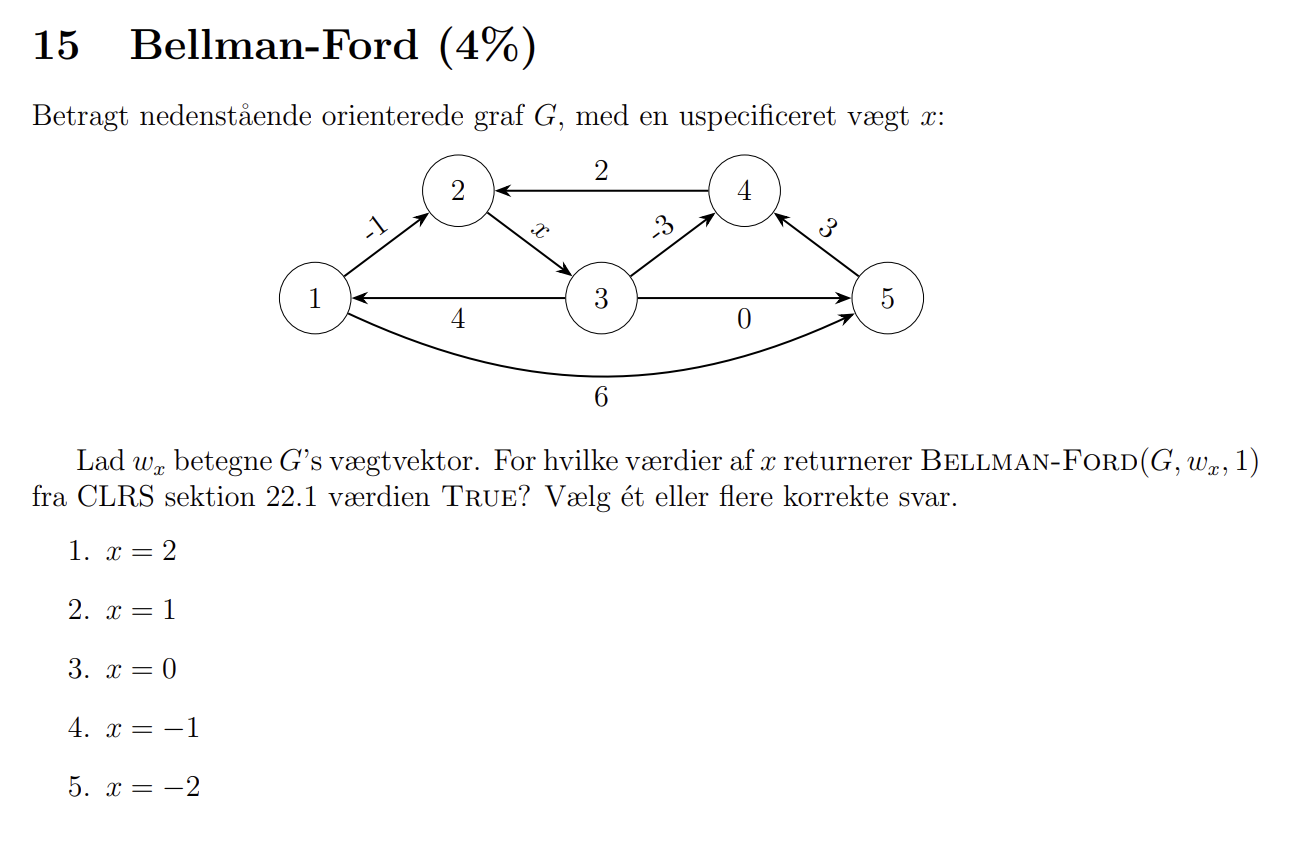 15 Bellman-Ford (4%)
Betragt nedenstående orienterede graf G, med en uspecificeret vægt x:
2
2
4
-1
x
-3
3
1
3
5
4
0
6
Lad wₓ betegne G's vægtvektor. For hvilke værdier af x returnerer BELLMAN-FORD(G, wₓ, 1)
fra CLRS sektion 22.1 værdien TRUE? Vælg ét eller flere korrekte svar.
1. x = 2
2. x = 1
3. x = 0
4. x = −1
5. x = −2